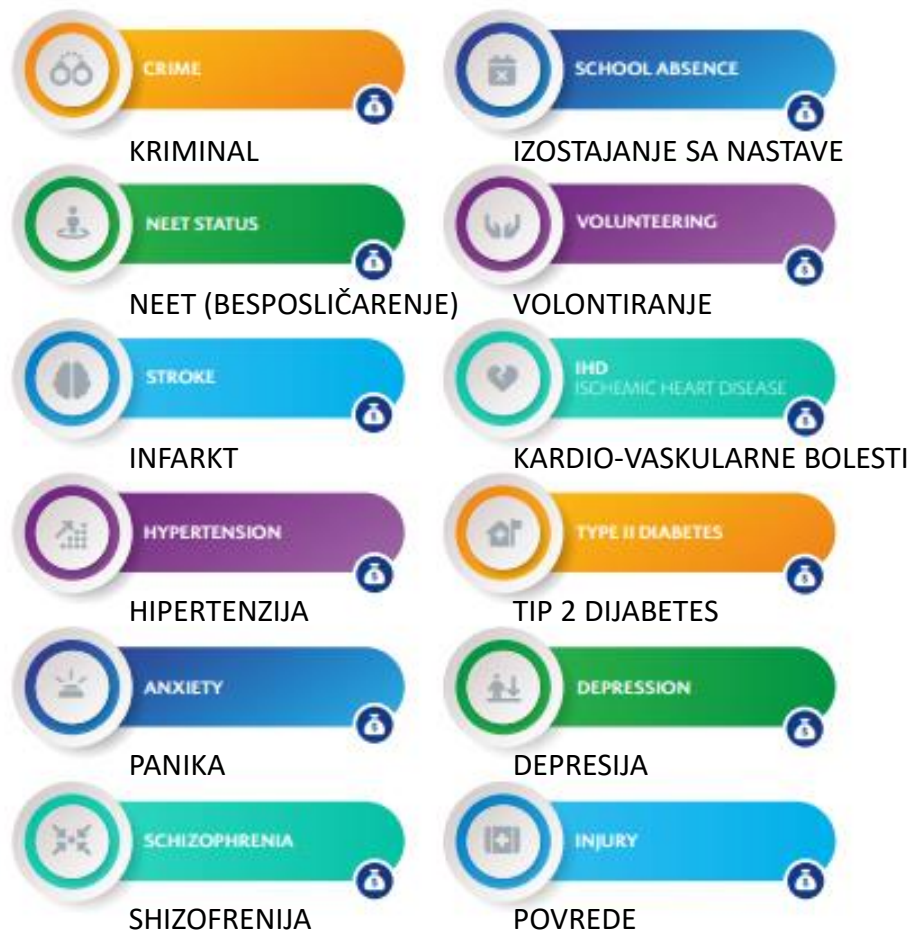 CRIME
SCHOOL ABSENCE
KRIMINAL
IZOSTAJANJE SA NASTAVE
NEET STATUS
VOLUNTEERING
NEET (BESPOSLIČARENJE)
VOLONTIRANJE
STROKE
IHD
ISCHEMIC HEART DISEASE
INFARKT
KARDIO-VASKULARNE BOLESTI
HYPERTENSION
TYPE II DIABETES
HIPERTENZIJA
TIP 2 DIJABETES
ANXIETY
DEPRESSION
PANIKA
DEPRESIJA
SCHIZOPHRENIA
INJURY
SHIZOFRENIJA
POVREDE